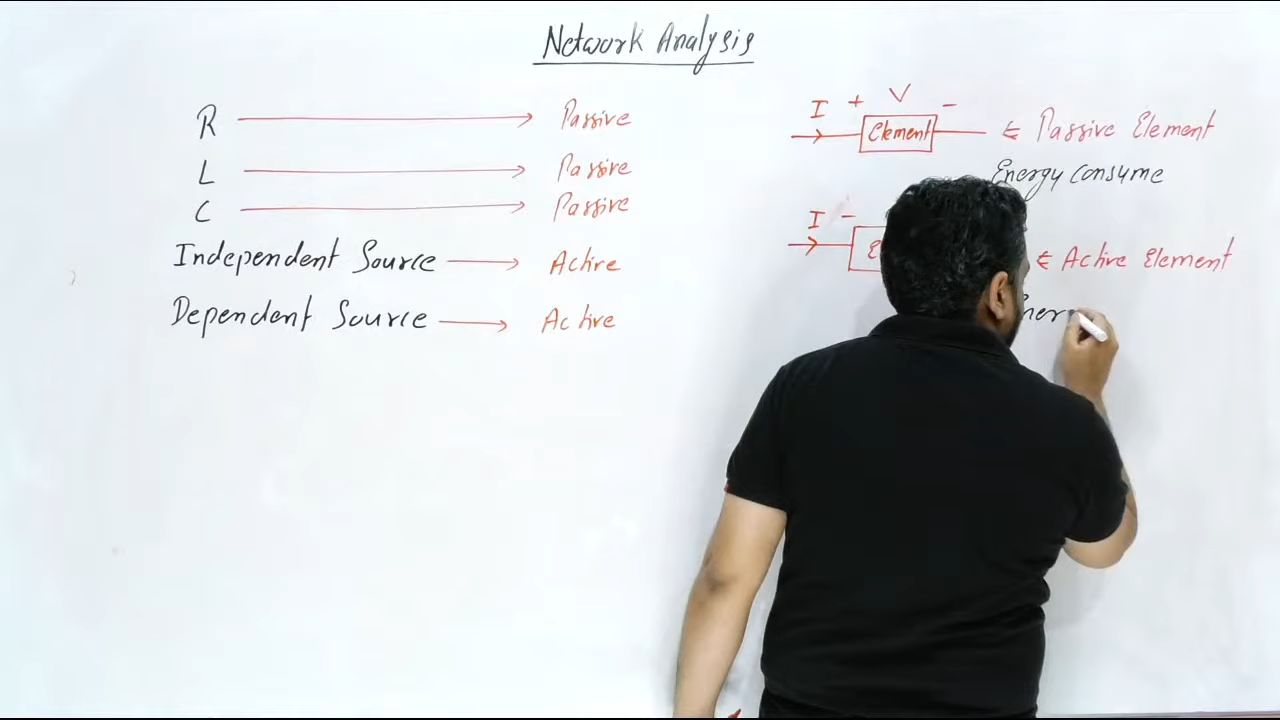 Network Analysis
R → Passive
L → Passive
C → Passive
Independent Source → Active
Dependent Source → Active
I + V -
Element ⋲ Passive Element
Energy consume
I -
⋲ Active Element